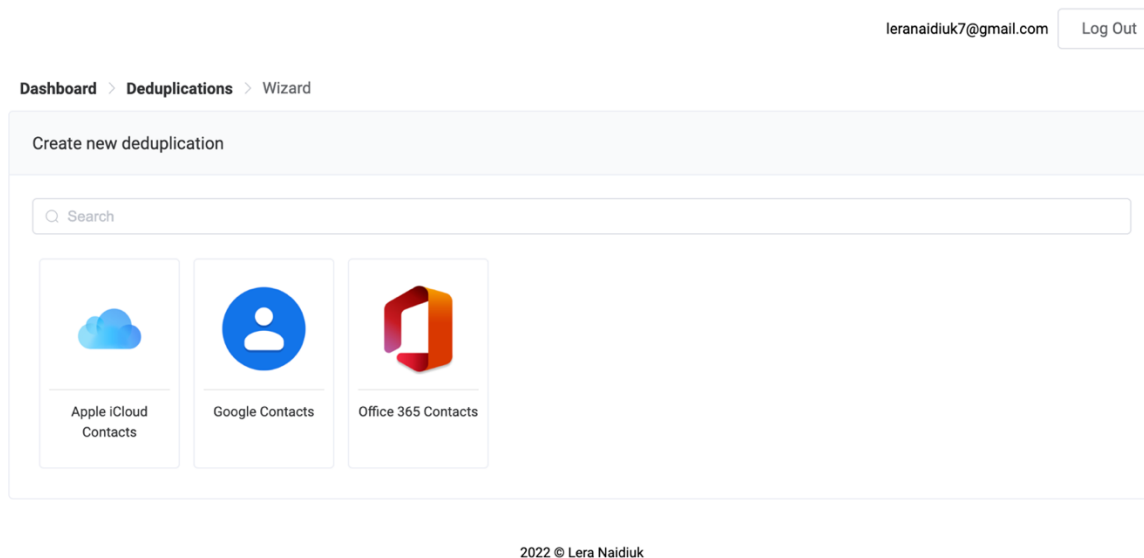 leranaidiuk7@gmail.com Log Out
Dashboard > Deduplications > Wizard
Create new deduplication
Search
Apple iCloud
Contacts
Google Contacts
Office 365 Contacts
2022 © Lera Naidiuk